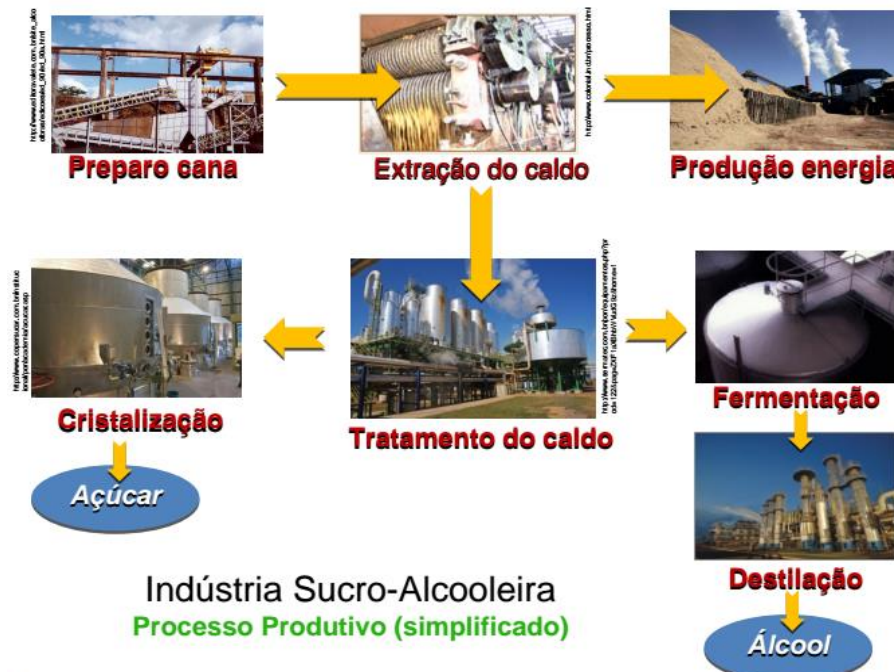 Preparo cana
Extração do caldo
Produção energia
Cristalização
Tratamento do caldo
Fermentação
Açúcar
Destilação
Indústria Sucro-Alcooleira
Processo Produtivo (simplificado)
Álcool